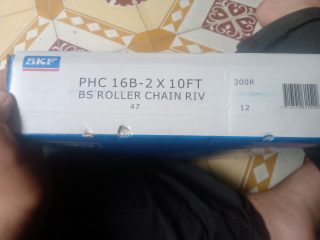 SKF
PHC 16B-2 X 10FT
BS ROLLER CHAIN RIV
47
300R
12